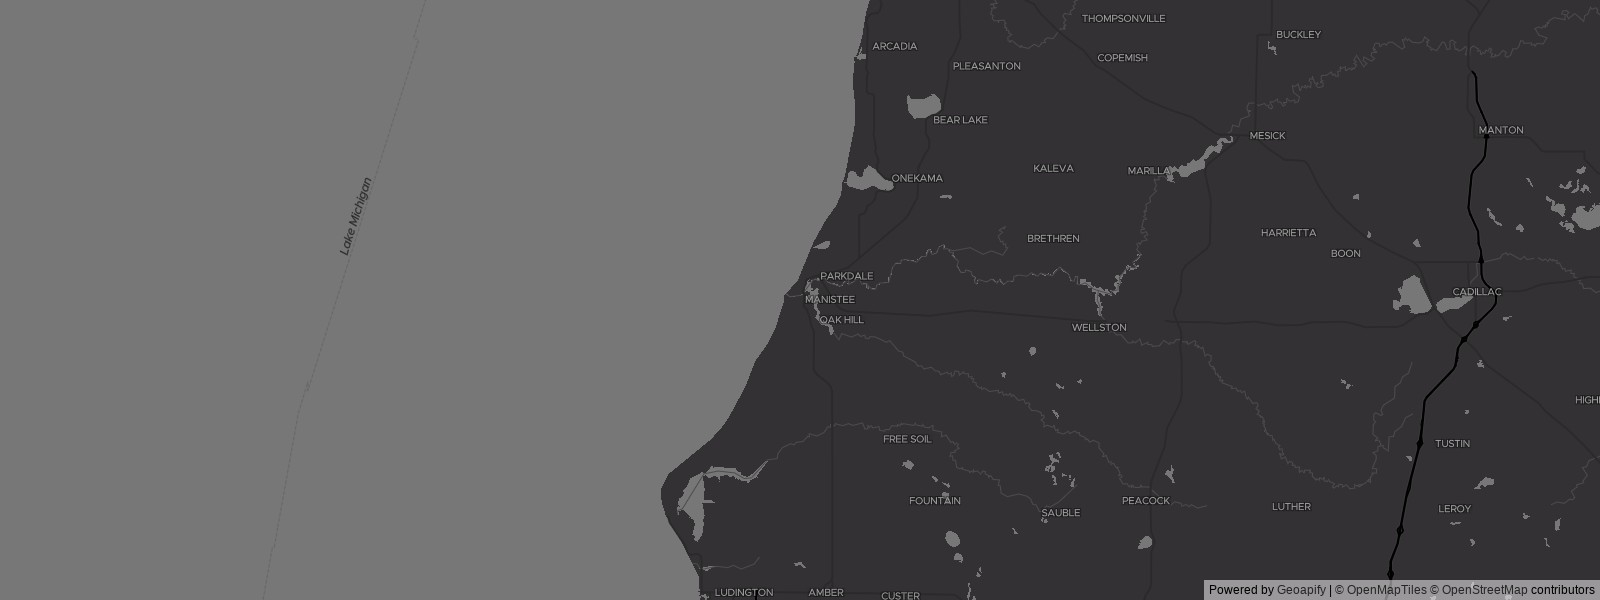 THOMPSONVILLE
BUCKLEY
ARCADIA
COPEMISH
PLEASANTON
BEAR LAKE
MANTON
MESICK
KALEVA
MARILLA
ONEKAMA
Lake Michigan
HARRIETTA
BRETHREN
BOON
PARKDALE
CADILLAC
MANISTEE
OAK HILL
WELLSTON
HIGH
FREE SOIL
TUSTIN
FOUNTAIN
PEACOCK
LUTHER
LEROY
SAUBLE
LUDINGTON
AMBER
CUSTER
Powered by Geoapify | © OpenMapTiles © OpenStreetMap contributors